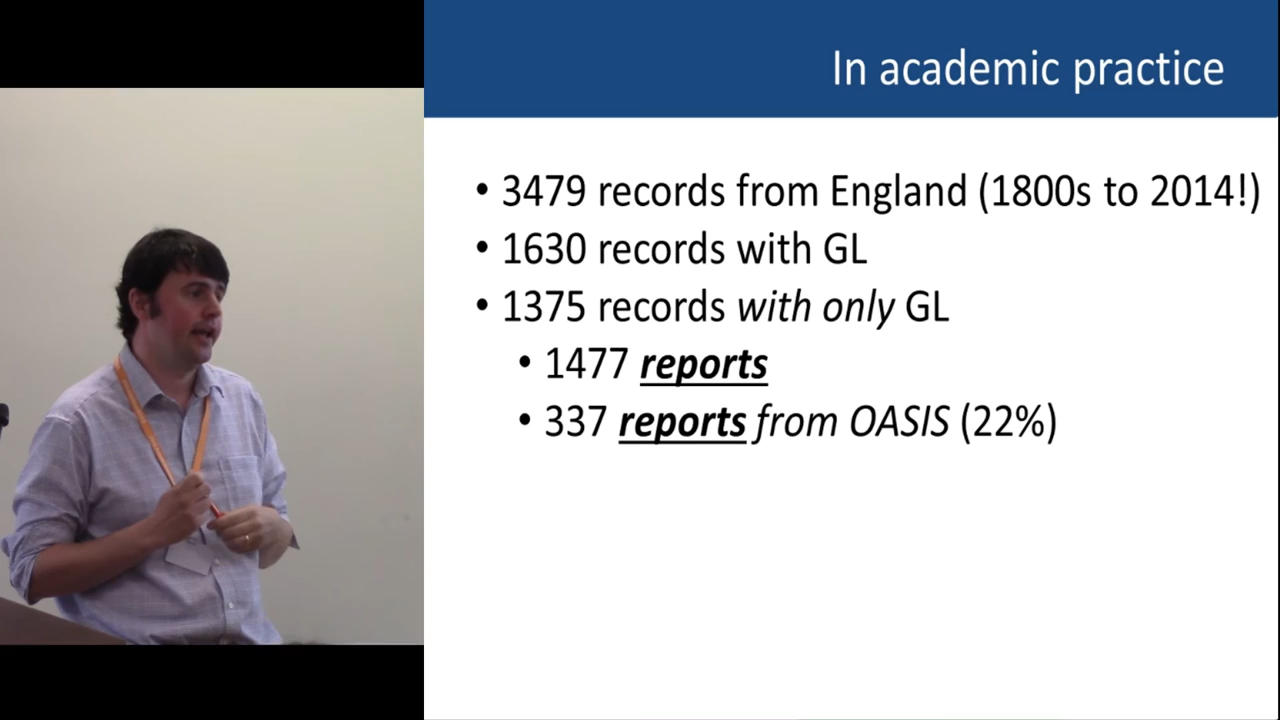 In academic practice
• 3479 records from England (1800s to 2014!)
• 1630 records with GL
• 1375 records with only GL
• 1477 reports
• 337 reports from OASIS (22%)